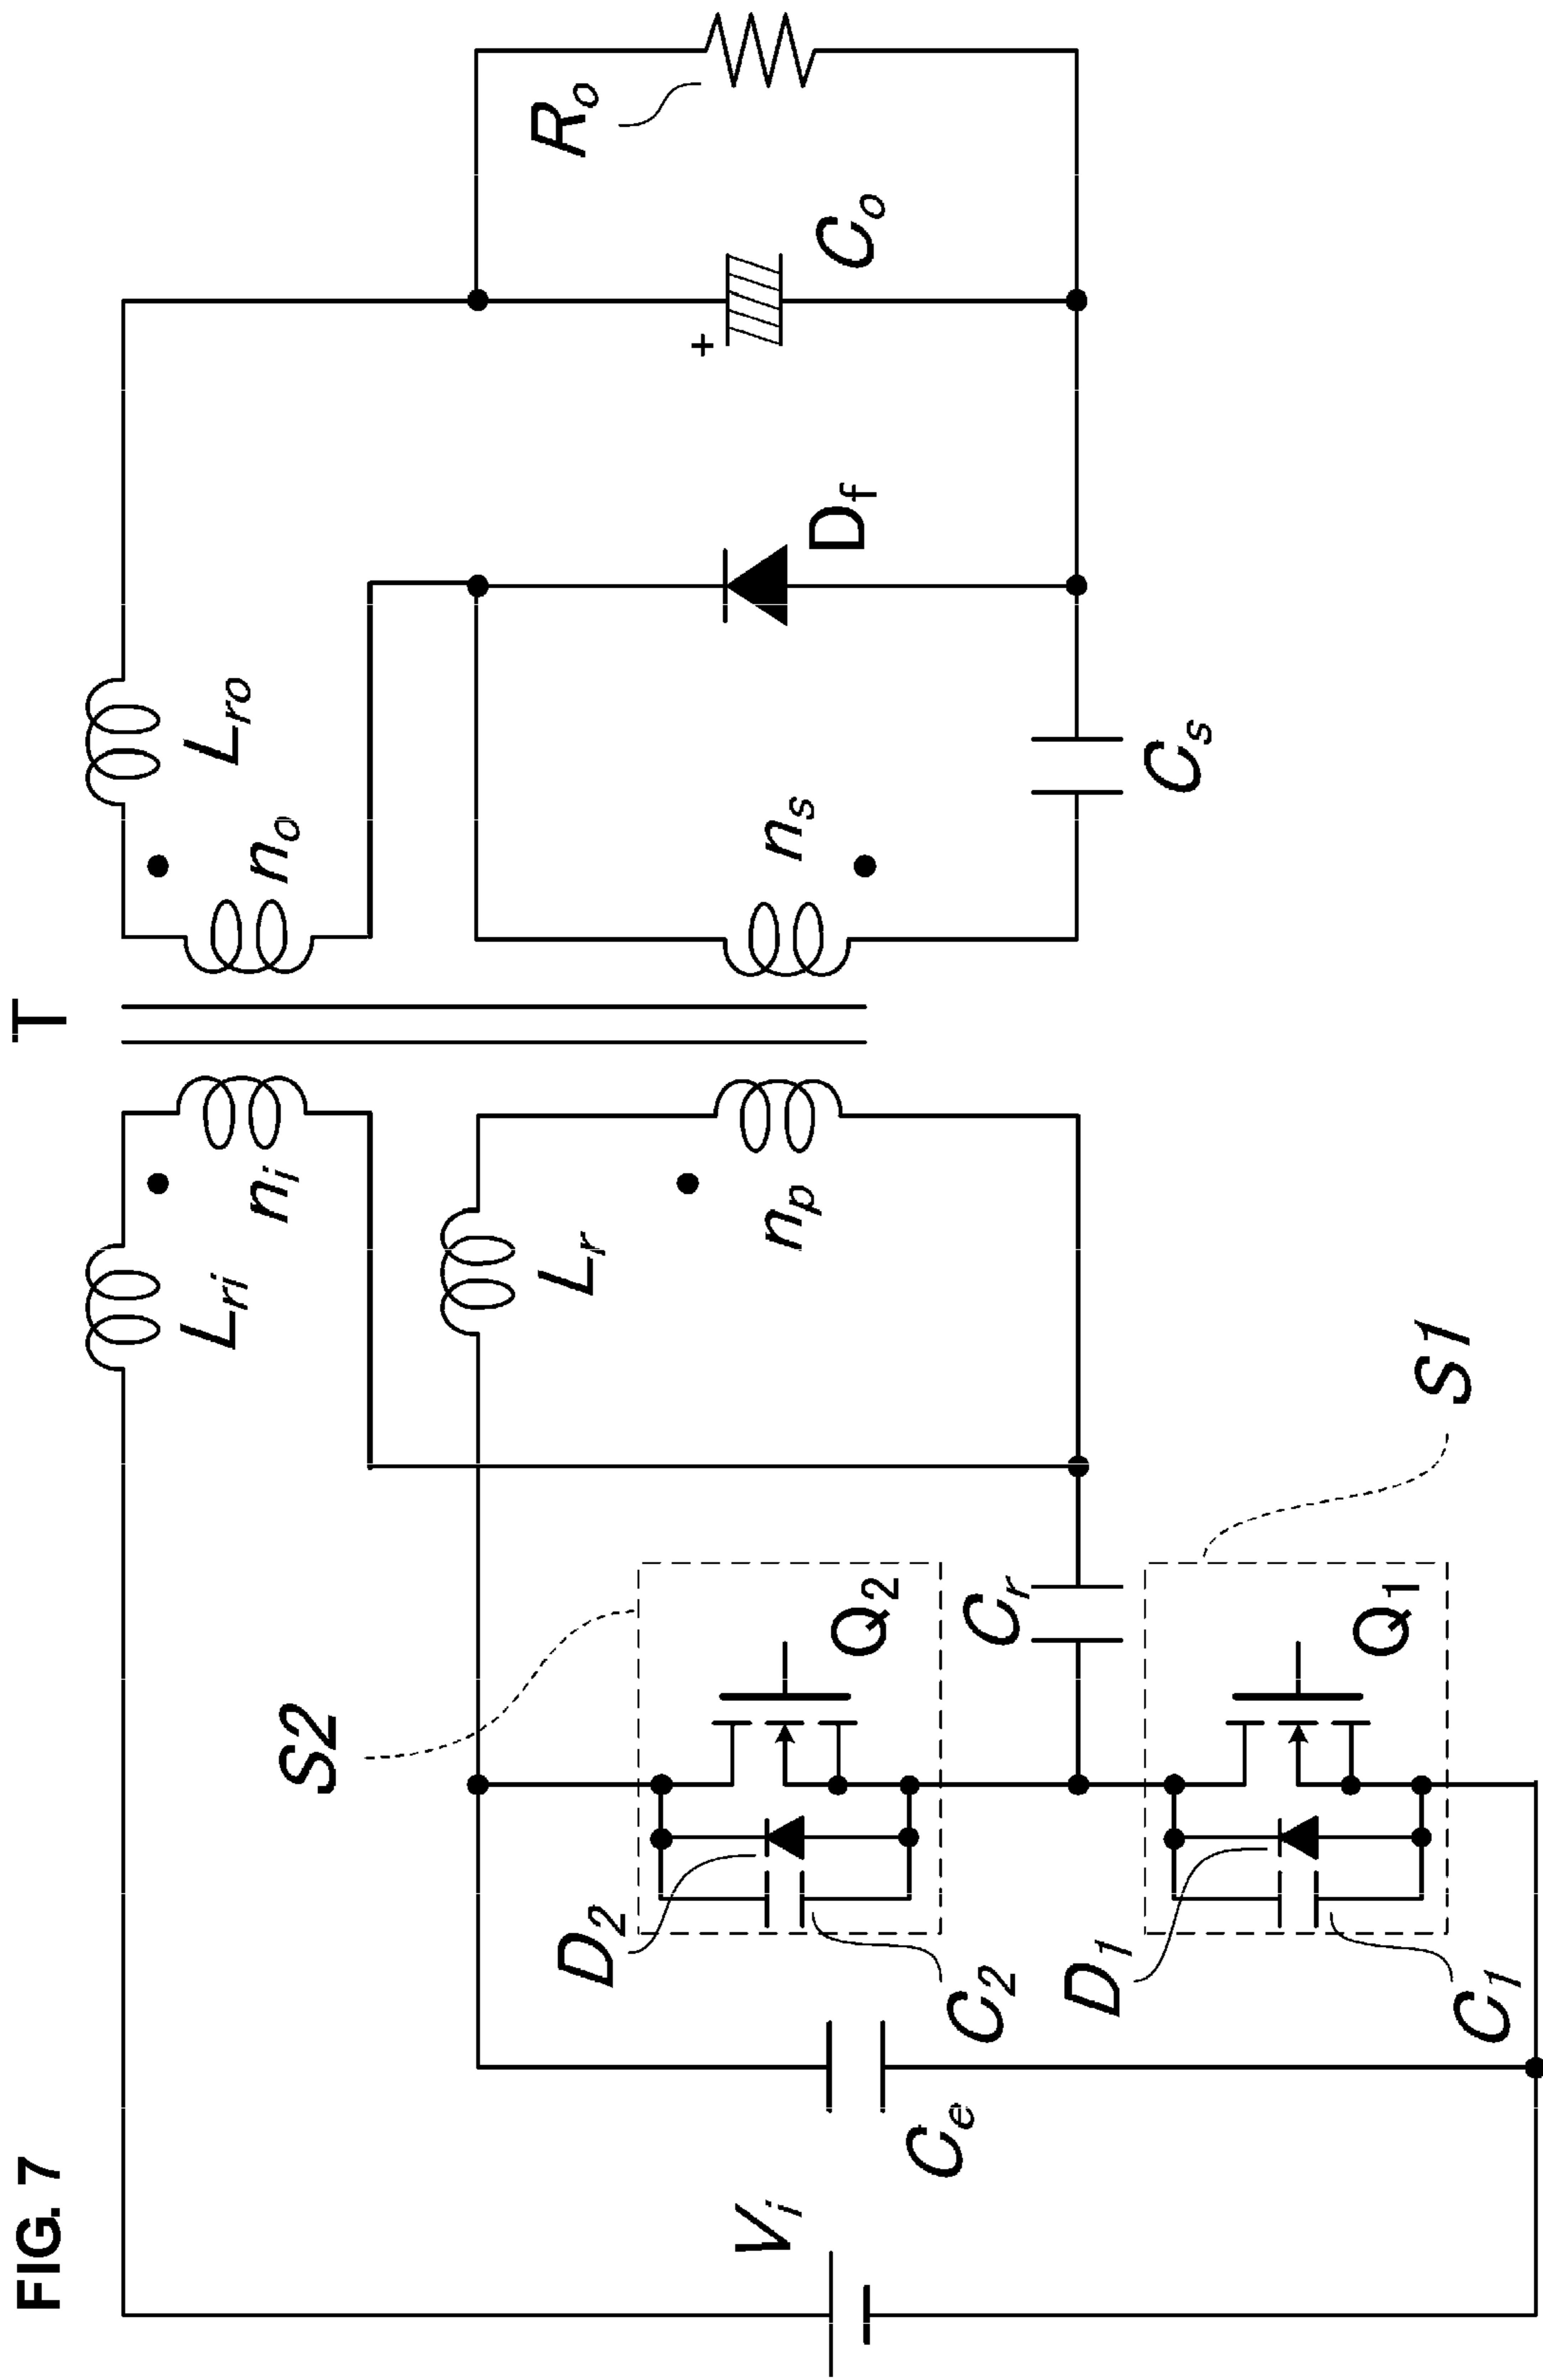 FIG. 7
T
Lri
ni
no
Lro
S2
Lr
np
ns
Ro
Vi
Ce
D2
C2
Q2
Cr
Df
Co
+
Cs
D1
C1
Q1
S1